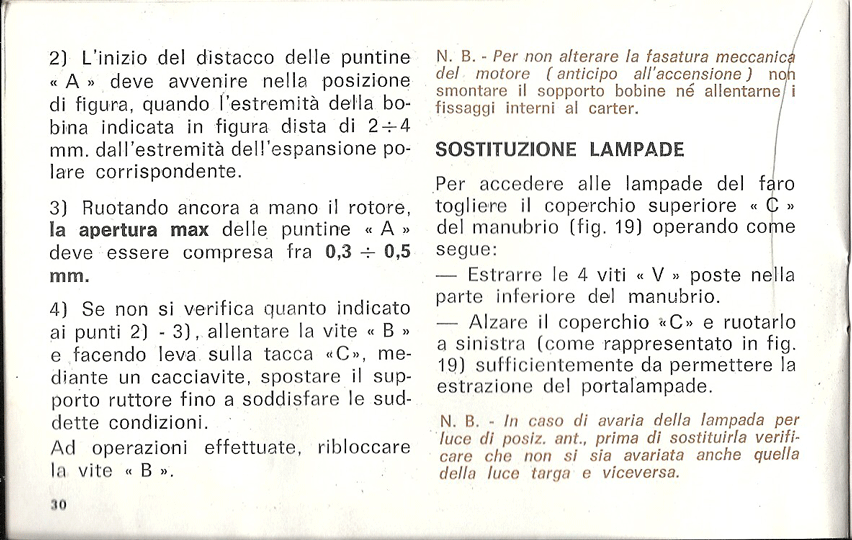 2) L'inizio del distacco delle puntine
« A » deve avvenire nella posizione
di figura, quando l'estremità della bo-
bina indicata in figura dista di 2÷4
mm. dall'estremità dell'espansione po-
lare corrispondente.
3) Ruotando ancora a mano il rotore,
la apertura max delle puntine « A »
deve essere compresa fra 0,3 ÷ 0,5
mm.
4) Se non si verifica quanto indicato
ai punti 2) - 3), allentare la vite « B »
e facendo leva sulla tacca «C», me-
diante un cacciavite, spostare il sup-
porto ruttore fino a soddisfare le sud-
dette condizioni.
Ad operazioni effettuate, ribloccare
la vite « B ».
30
N. B. - Per non alterare la fasatura meccanica
del motore (anticipo all'accensione) non
smontare il sopporto bobine né allentarne i
fissaggi interni al carter.
SOSTITUZIONE LAMPADE
Per accedere alle lampade del faro
togliere il coperchio superiore « C »
del manubrio (fig. 19) operando come
segue:
— Estrarre le 4 viti « V » poste nella
parte inferiore del manubrio.
— Alzare il coperchio «C» e ruotarlo
a sinistra (come rappresentato in fig.
19) sufficientemente da permettere la
estrazione del portalampade.
N. B. - In caso di avaria della lampada per
luce di posiz. ant., prima di sostituirla verifi-
care che non si sia avariata anche quella
della luce targa e viceversa.